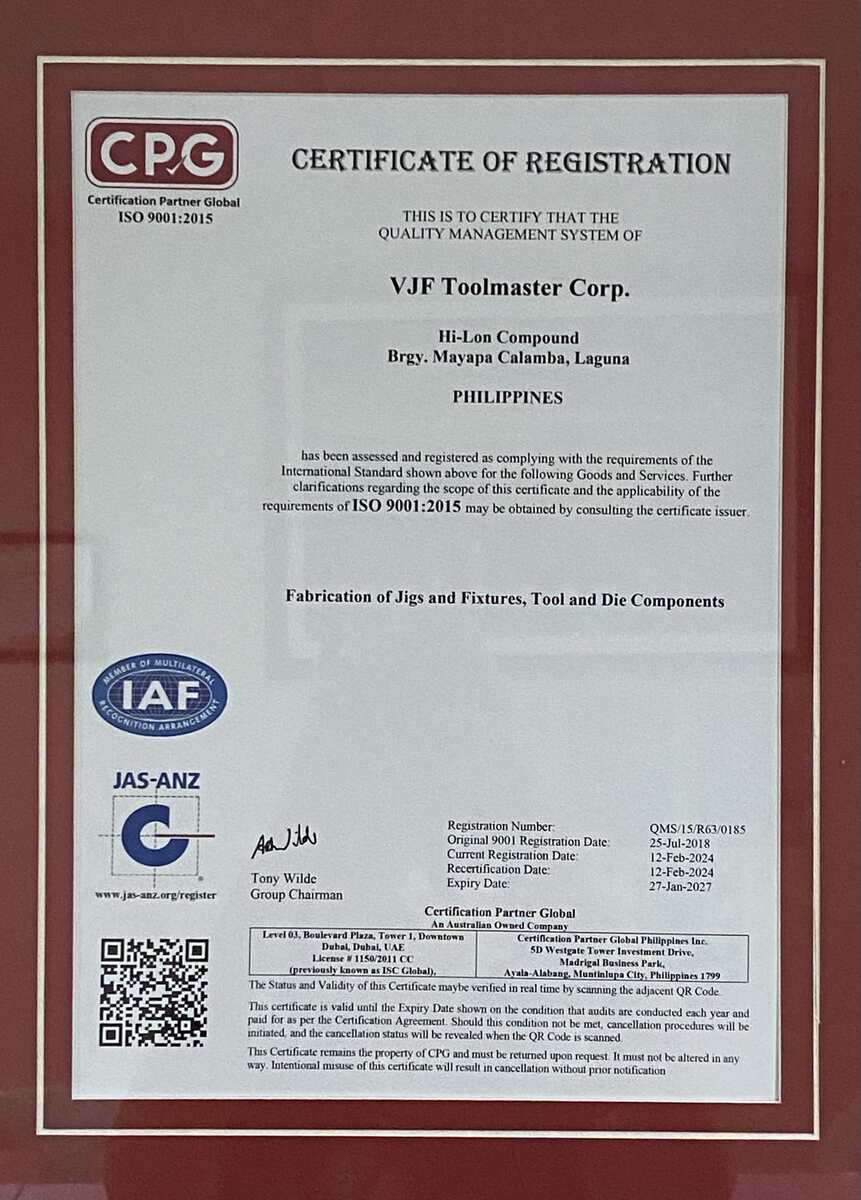 CPG
Certification Partner Global
ISO 9001:2015
CERTIFICATE OF REGISTRATION
THIS IS TO CERTIFY THAT THE
QUALITY MANAGEMENT SYSTEM OF
VJF Toolmaster Corp.
Hi-Lon Compound
Brgy. Mayapa Calamba, Laguna
PHILIPPINES
has been assessed and registered as complying with the requirements of the
International Standard shown above for the following Goods and Services. Further
clarifications regarding the scope of this certificate and the applicability of the
requirements of ISO 9001:2015 may be obtained by consulting the certificate issuer.
Fabrication of Jigs and Fixtures, Tool and Die Components
MEMBER OF MULTILATERAL
IAF
RECOGNITION ARRANGEMENT
JAS-ANZ
www.jas-anz.org/register
Tony Wilde
Group Chairman
Registration Number: QMS/15/R63/0185
Original 9001 Registration Date: 25-Jul-2018
Current Registration Date: 12-Feb-2024
Recertification Date: 12-Feb-2024
Expiry Date: 27-Jan-2027
Certification Partner Global
An Australian Owned Company
Level 03, Boulevard Plaza, Tower 1, Downtown
Dubai, Dubai, UAE
License # 1150/2011 CC
(previously known as ISC Global),
Certification Partner Global Philippines Inc.
5D Westgate Tower Investment Drive,
Madrigal Business Park,
Ayala-Alabang, Muntinlupa City, Philippines 1799
The Status and Validity of this Certificate maybe verified in real time by scanning the adjacent QR Code.
This certificate is valid until the Expiry Date shown on the condition that audits are conducted each year and
paid for as per the Certification Agreement. Should this condition not be met, cancellation procedures will be
initiated, and the cancellation status will be revealed when the QR Code is scanned.
This Certificate remains the property of CPG and must be returned upon request. It must not be altered in any
way. Intentional misuse of this certificate will result in cancellation without prior notification